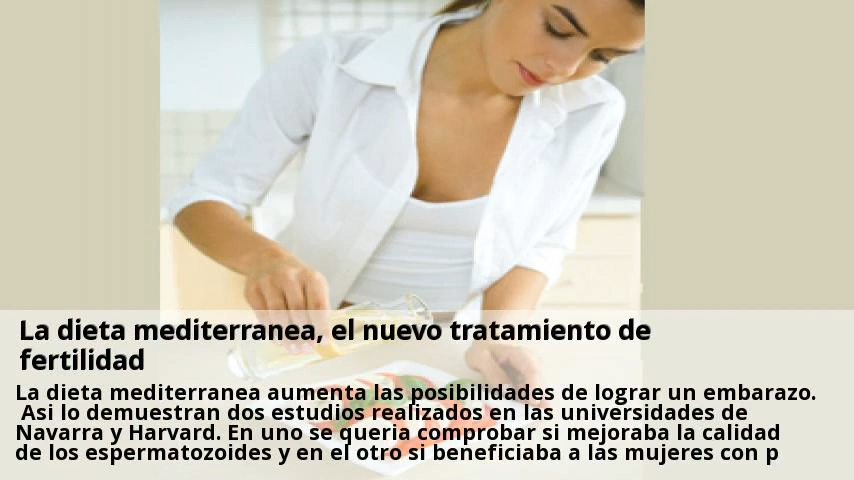 La dieta mediterranea, el nuevo tratamiento de
fertilidad
La dieta mediterranea aumenta las posibilidades de lograr un embarazo.
Asi lo demuestran dos estudios realizados en las universidades de
Navarra y Harvard. En uno se queria comprobar si mejoraba la calidad
de los espermatozoides y en el otro si beneficiaba a las mujeres con p